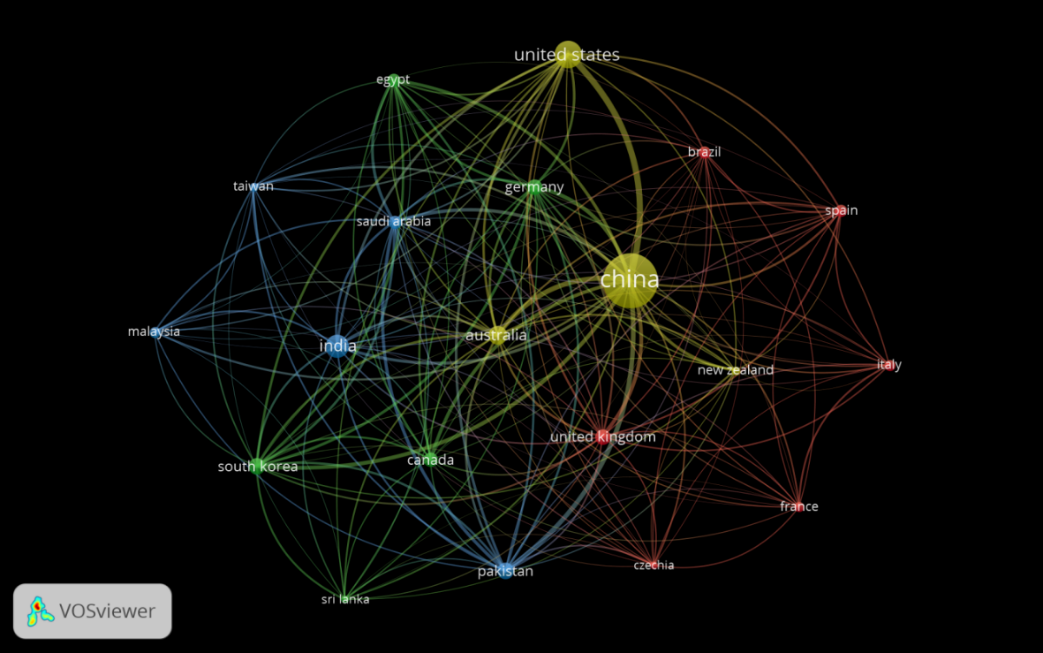 united states
egypt
brazil
taiwan
germany
spain
saudi arabia
china
malaysia
india
australia
new zealand
italy
united kingdom
south korea
canada
france
pakistan
czechia
sri lanka
VOSviewer